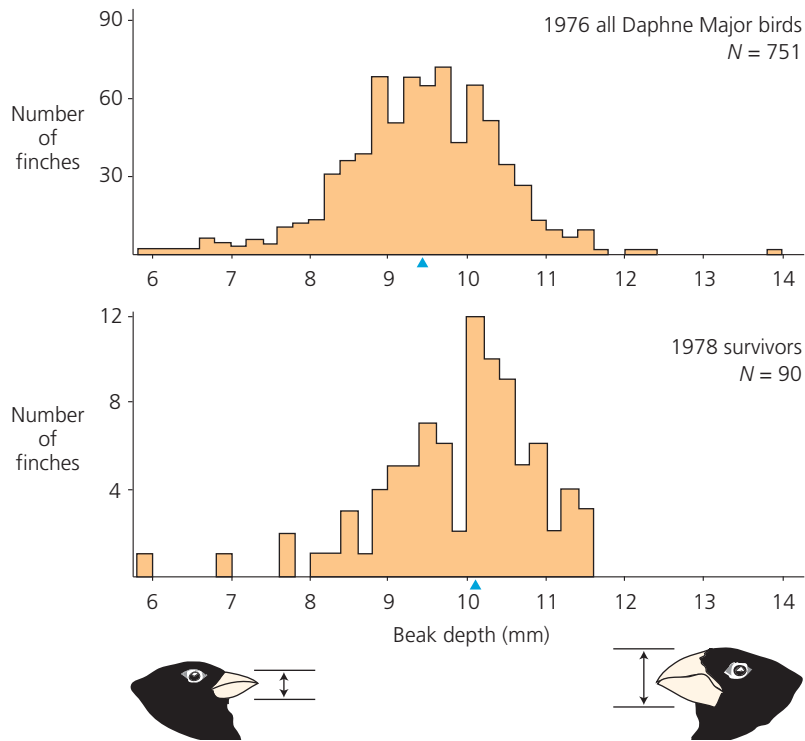 1976 all Daphne Major birds
N = 751
Number
of
finches
90
60
30
6 7 8 9 10 11 12 13 14
1978 survivors
N = 90
Number
of
finches
12
8
4
6 7 8 9 10 11 12 13 14
Beak depth (mm)